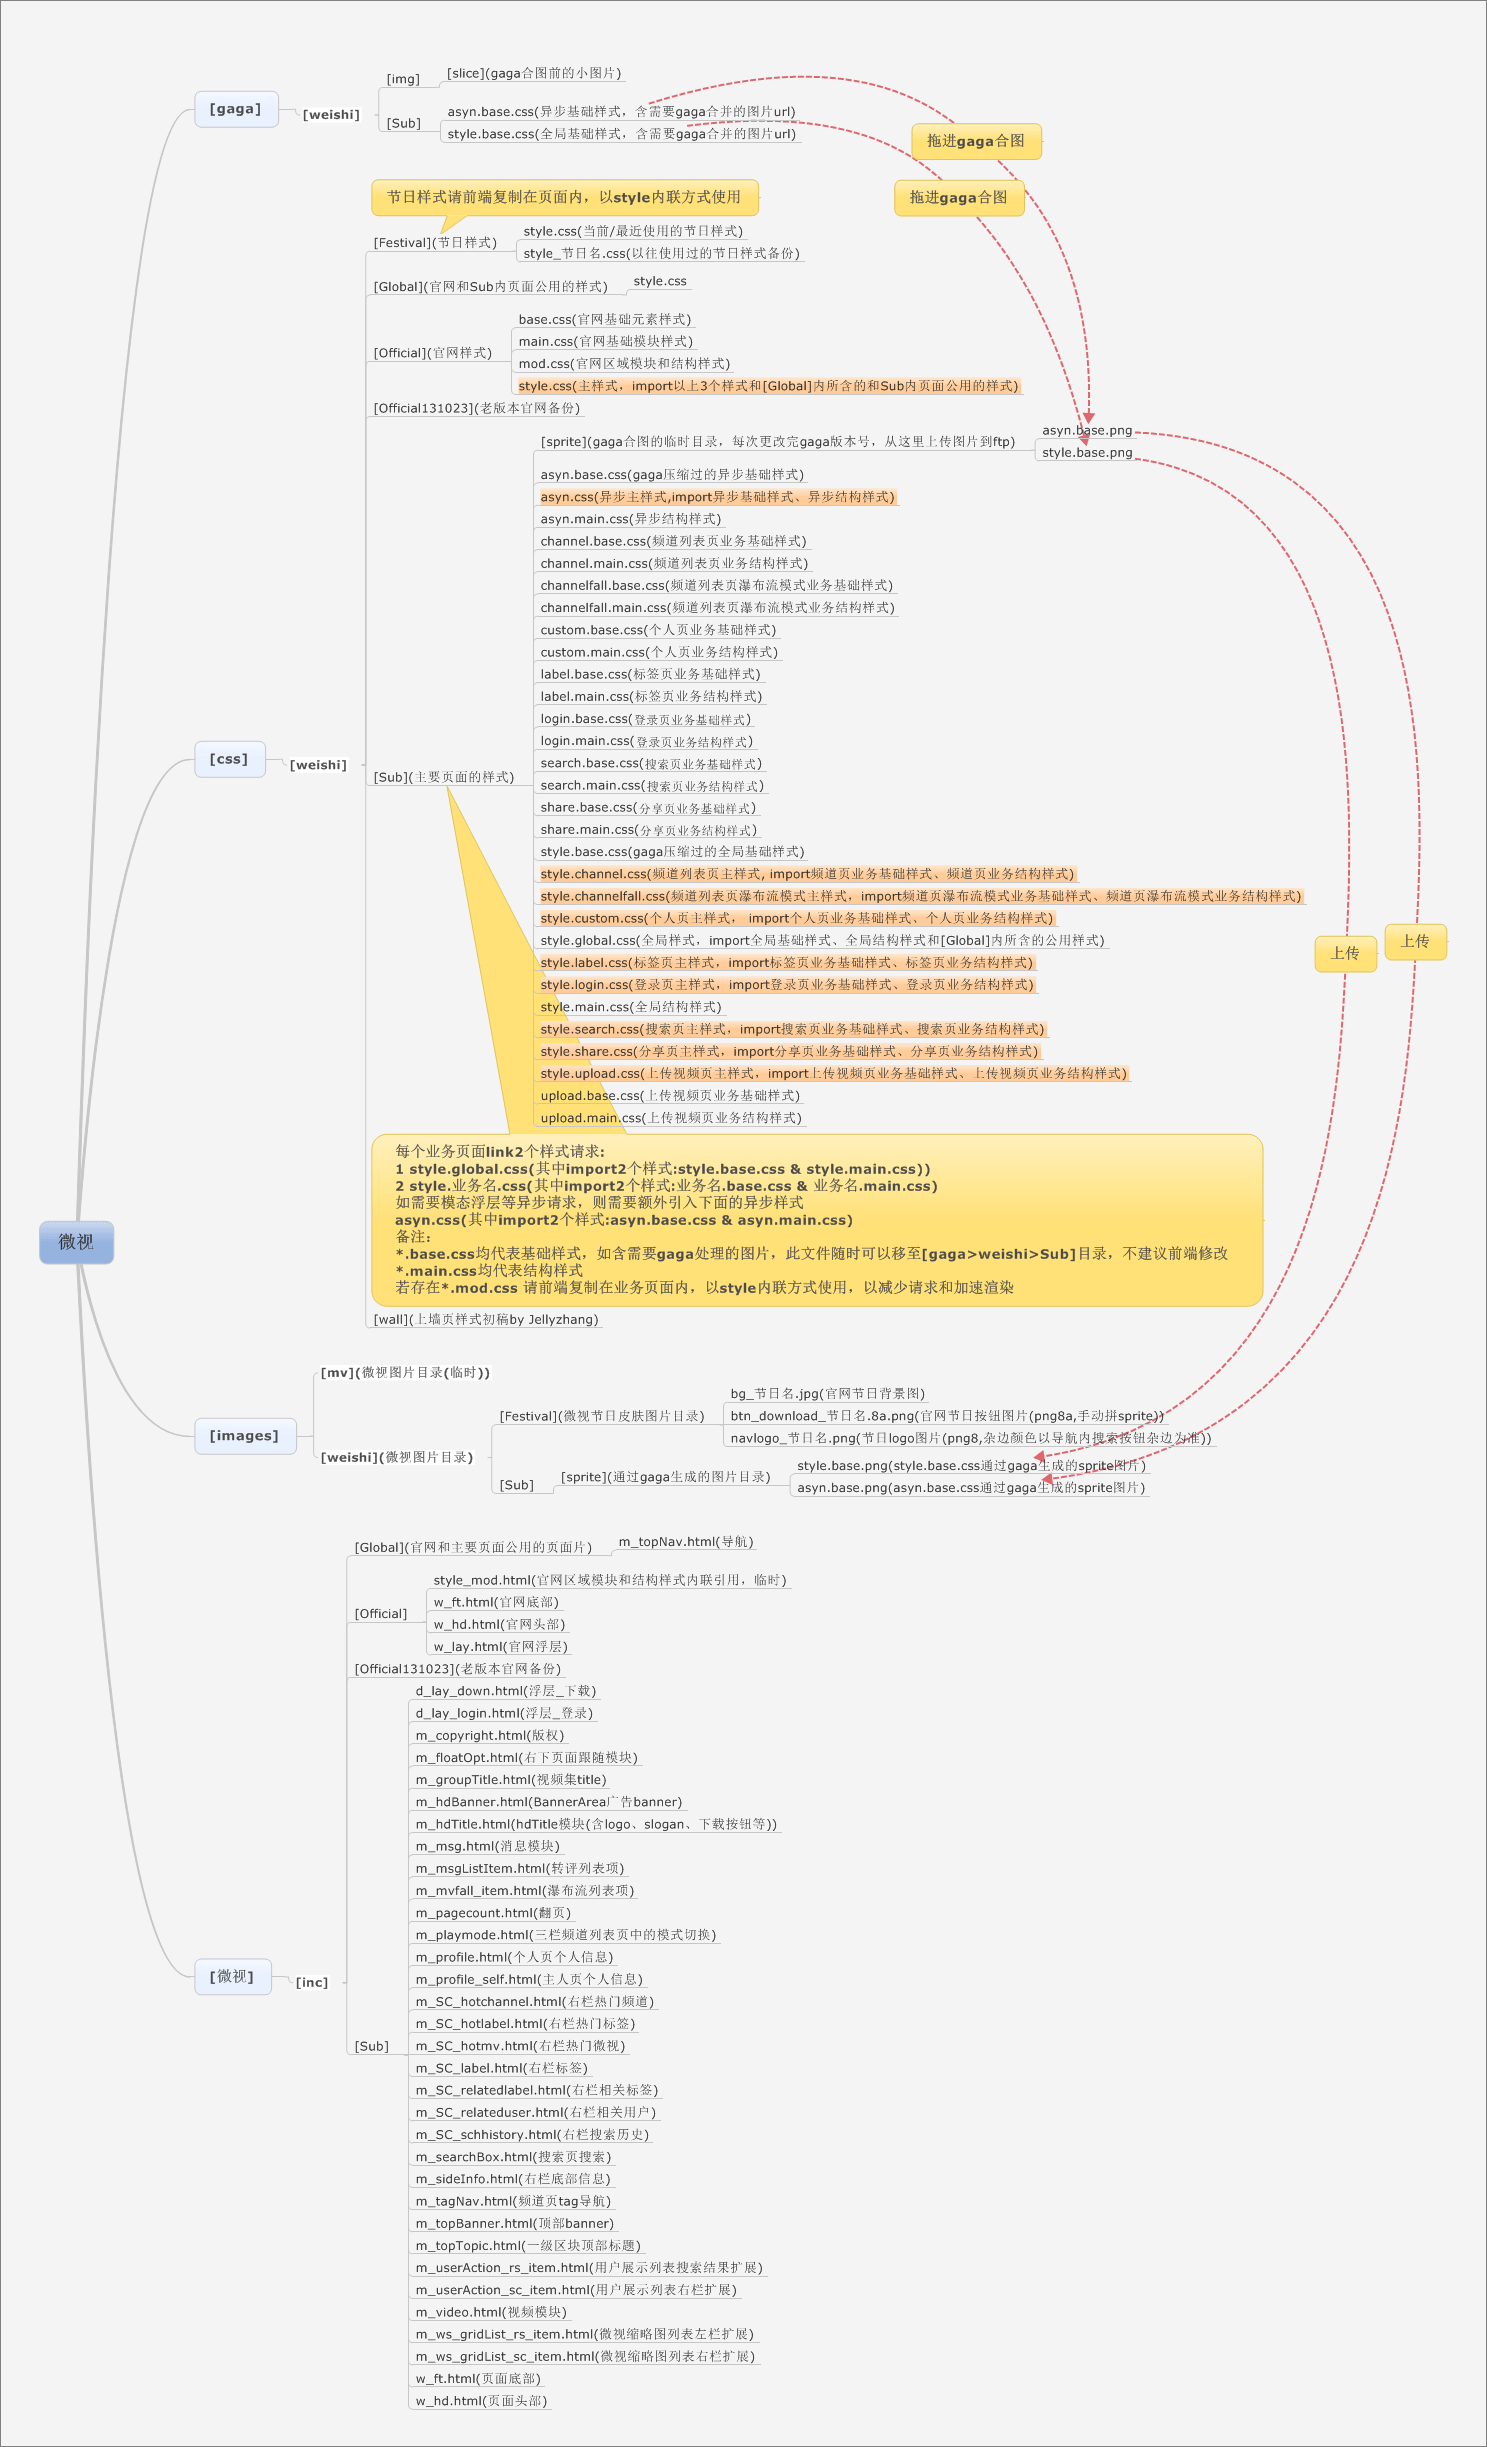 微视
[gaga]
[weishi]
[img]
[slice](gaga合图前的小图片)
[Sub]
asyn.base.css(异步基础样式，含需要gaga合并的图片url)
style.base.css(全局基础样式，含需要gaga合并的图片url)
拖进gaga合图
拖进gaga合图
[css]
[weishi]
节日样式请前端复制在页面内，以style内联方式使用
[Festival](节日样式)
style.css(当前/最近使用的节日样式)
style_节日名.css(以往使用过的节日样式备份)
[Global](官网和Sub内页面公用的样式)
style.css
[Official](官网样式)
base.css(官网基础元素样式)
main.css(官网基础模块样式)
mod.css(官网区域模块和结构样式)
style.css(主样式，import以上3个样式和[Global]内所含的和Sub内页面公用的样式)
[Official131023](老版本官网备份)
[Sub](主要页面的样式)
[sprite](gaga合图的临时目录，每次更改完gaga版本号，从这里上传图片到ftp)
asyn.base.png
style.base.png
asyn.base.css(gaga压缩过的异步基础样式)
asyn.css(异步主样式,import异步基础样式、异步结构样式)
asyn.main.css(异步结构样式)
channel.base.css(频道列表页业务基础样式)
channel.main.css(频道列表页业务结构样式)
channelfall.base.css(频道列表页瀑布流模式业务基础样式)
channelfall.main.css(频道列表页瀑布流模式业务结构样式)
custom.base.css(个人页业务基础样式)
custom.main.css(个人页业务结构样式)
label.base.css(标签页业务基础样式)
label.main.css(标签页业务结构样式)
login.base.css(登录页业务基础样式)
login.main.css(登录页业务结构样式)
search.base.css(搜索页业务基础样式)
search.main.css(搜索页业务结构样式)
share.base.css(分享页业务基础样式)
share.main.css(分享页业务结构样式)
style.base.css(gaga压缩过的全局基础样式)
style.channel.css(频道列表页主样式, import频道页业务基础样式、频道页业务结构样式)
style.channelfall.css(频道列表页瀑布流模式主样式，import频道页瀑布流模式业务基础样式、频道页瀑布流模式业务结构样式)
style.custom.css(个人页主样式， import个人页业务基础样式、个人页业务结构样式)
style.global.css(全局样式，import全局基础样式、全局结构样式和[Global]内所含的公用样式)
style.label.css(标签页主样式，import标签页业务基础样式、标签页业务结构样式)
style.login.css(登录页主样式，import登录页业务基础样式、登录页业务结构样式)
style.main.css(全局结构样式)
style.search.css(搜索页主样式，import搜索页业务基础样式、搜索页业务结构样式)
style.share.css(分享页主样式，import分享页业务基础样式、分享页业务结构样式)
style.upload.css(上传视频页主样式，import上传视频页业务基础样式、上传视频页业务结构样式)
upload.base.css(上传视频页业务基础样式)
upload.main.css(上传视频页业务结构样式)
上传
上传
每个业务页面link2个样式请求:
1 style.global.css(其中import2个样式:style.base.css & style.main.css))
2 style.业务名.css(其中import2个样式:业务名.base.css & 业务名.main.css)
如需要模态浮层等异步请求，则需要额外引入下面的异步样式
asyn.css(其中import2个样式:asyn.base.css & asyn.main.css)
备注:
*.base.css均代表基础样式，如含需要gaga处理的图片，此文件随时可以移至[gaga>weishi>Sub]目录，不建议前端修改
*.main.css均代表结构样式
若存在*.mod.css 请前端复制在业务页面内，以style内联方式使用，以减少请求和加速渲染
[wall](上墙页样式初稿by Jellyzhang)
[images]
[mv](微视图片目录(临时))
[weishi](微视图片目录)
[Festival](微视节日皮肤图片目录)
bg_节日名.jpg(官网节日背景图)
btn_download_节日名.8a.png(官网节日按钮图片(png8a,手动拼sprite))
navlogo_节日名.png(节日logo图片(png8,杂边颜色以导航内搜索按钮杂边为准))
[Sub]
[sprite](通过gaga生成的图片目录)
style.base.png(style.base.css通过gaga生成的sprite图片)
asyn.base.png(asyn.base.css通过gaga生成的sprite图片)
[微视]
[inc]
[Global](官网和主要页面公用的页面片)
m_topNav.html(导航)
[Official]
style_mod.html(官网区域模块和结构样式内联引用，临时)
w_ft.html(官网底部)
w_hd.html(官网头部)
w_lay.html(官网浮层)
[Official131023](老版本官网备份)
[Sub]
d_lay_down.html(浮层_下载)
d_lay_login.html(浮层_登录)
m_copyright.html(版权)
m_floatOpt.html(右下页面跟随模块)
m_groupTitle.html(视频集title)
m_hdBanner.html(BannerArea广告banner)
m_hdTitle.html(hdTitle模块(含logo、slogan、下载按钮等))
m_msg.html(消息模块)
m_msgListItem.html(转评列表项)
m_mvfall_item.html(瀑布流列表项)
m_pagecount.html(翻页)
m_playmode.html(三栏频道列表页中的模式切换)
m_profile.html(个人页个人信息)
m_profile_self.html(主人页个人信息)
m_SC_hotchannel.html(右栏热门频道)
m_SC_hotlabel.html(右栏热门标签)
m_SC_hotmv.html(右栏热门微视)
m_SC_label.html(右栏标签)
m_SC_relatedlabel.html(右栏相关标签)
m_SC_relateduser.html(右栏相关用户)
m_SC_schhistory.html(右栏搜索历史)
m_searchBox.html(搜索页搜索)
m_sideInfo.html(右栏底部信息)
m_tagNav.html(频道页tag导航)
m_topBanner.html(顶部banner)
m_topTopic.html(一级区块顶部标题)
m_userAction_rs_item.html(用户展示列表搜索结果扩展)
m_userAction_sc_item.html(用户展示列表右栏扩展)
m_video.html(视频模块)
m_ws_gridList_rs_item.html(微视缩略图列表左栏扩展)
m_ws_gridList_sc_item.html(微视缩略图列表右栏扩展)
w_ft.html(页面底部)
w_hd.html(页面头部)